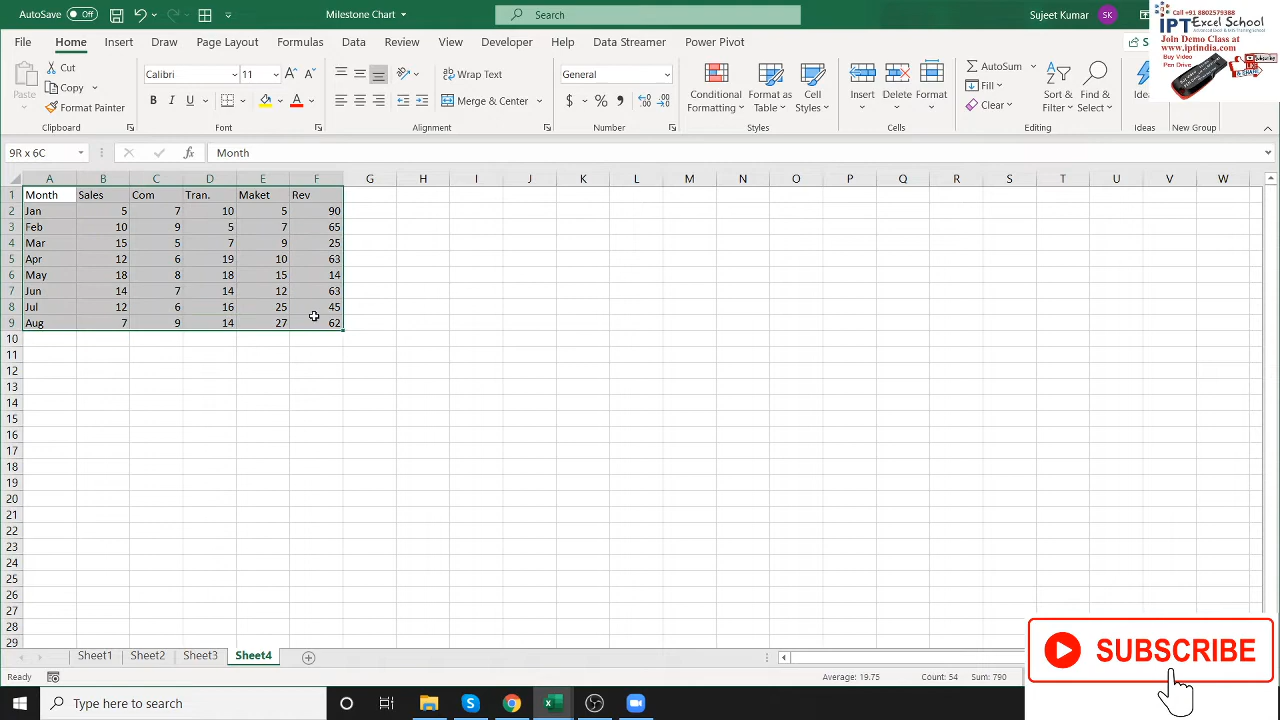 AutoSave Off Milestone Chart Search Sujeet Kumar SK
Call +91 8802579388
IPT Excel School
Advanced Excel & MIS Training School
Join Demo Class at
www.iptindia.com
Buy Video
Pen Drive
Subscribe
File Home Insert Draw Page Layout Formulas Data Review View Developer Help Data Streamer Power Pivot S
Paste Cut Copy Format Painter Clipboard
Calibri 11 A A B I U A Font
Wrap Text Merge & Center Alignment
General $ % , Number
Conditional Formatting Format as Table Cell Styles Styles
Insert Delete Format Cells
AutoSum Fill Clear Sort & Filter Find & Select Editing
Ideas Ideas New Group
9R x 6C fx Month
A B C D E F G H I J K L M N O P Q R S T U V W
1 Month Sales Com Tran. Maket Rev
2 Jan 5 7 10 5 90
3 Feb 10 9 5 7 65
4 Mar 15 5 7 9 25
5 Apr 12 6 19 10 63
6 May 18 8 18 15 14
7 Jun 14 7 14 12 63
8 Jul 12 6 16 25 45
9 Aug 7 9 14 27 62
10
11
12
13
14
15
16
17
18
19
20
21
22
23
24
25
26
27
28
29
Sheet1 Sheet2 Sheet3 Sheet4
Ready Average: 19.75 Count: 54 Sum: 790
SUBSCRIBE
Type here to search